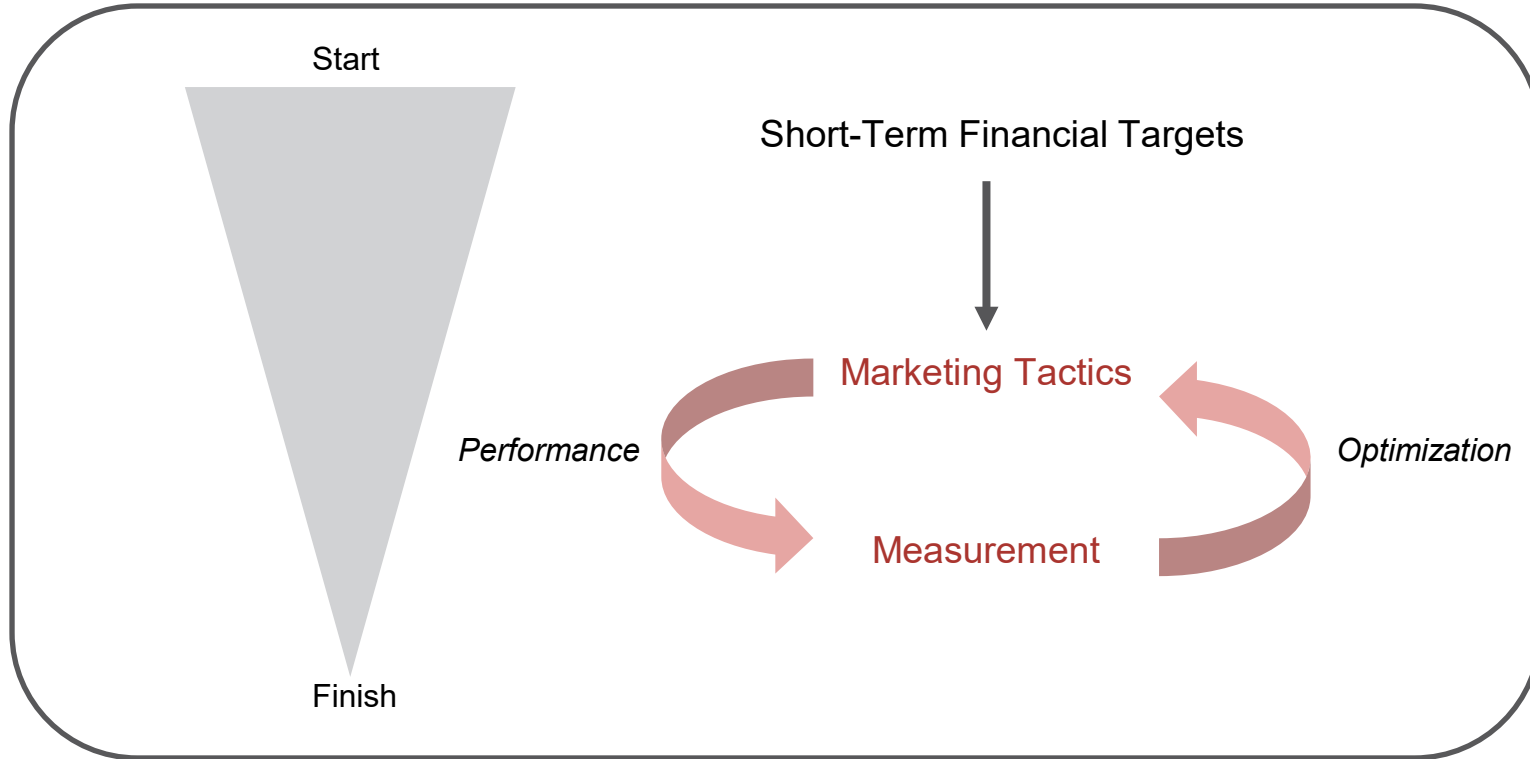 Start
Short-Term Financial Targets
Marketing Tactics
Performance
Optimization
Measurement
Finish